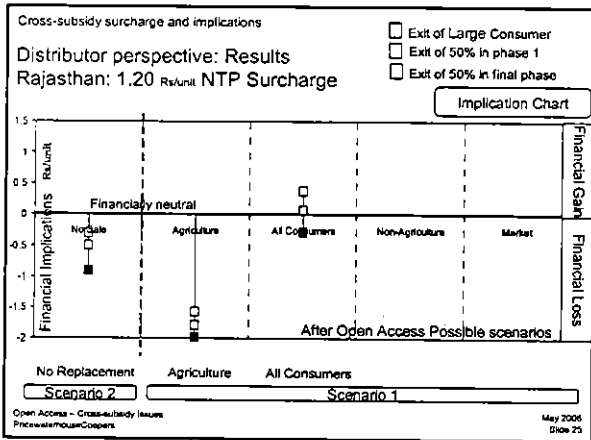 Cross-subsidy surcharge and implications
Distributor perspective: Results
Rajasthan: 1.20 Rs/unit NTP Surcharge
Exit of Large Consumer
Exit of 50% in phase 1
Exit of 50% in final phase
Implication Chart
1.5
1
0.5
0
-0.5
-1
-1.5
-2
Rs/unit
Financial Implications
Financially neutral
No Sale
Agriculture
All Consumers
Non-Agriculture
Market
Financial Gain
Financial Loss
After Open Access Possible scenarios
No Replacement
Agriculture
All Consumers
Scenario 2
Scenario 1
Open Access – Cross-subsidy Issues
PricewaterhouseCoopers
May 2006
Slide 25